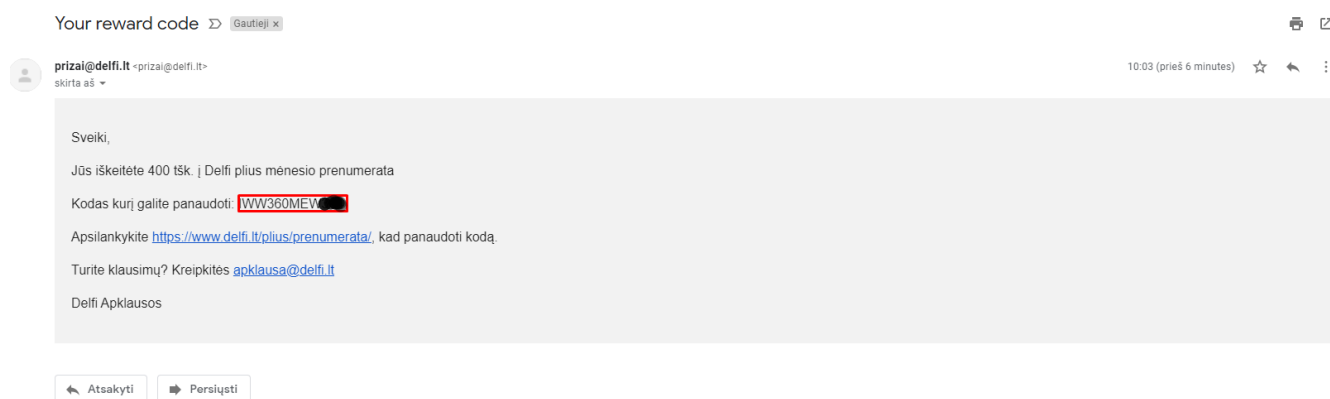 Your reward code Gautieji x
prizai@delfi.lt <prizai@delfi.lt> 10:03 (prieš 6 minutes)
skirta aš
Sveiki,
Jūs iškeitėte 400 tšk. į Delfi plius mėnesio prenumerata
Kodas kurį galite panaudoti:
Apsilankykite https://www.delfi.lt/plius/prenumerata/, kad panaudoti kodą.
Turite klausimų? Kreipkitės apklausa@delfi.lt
Delfi Apklausos
Atsakyti Persiųsti